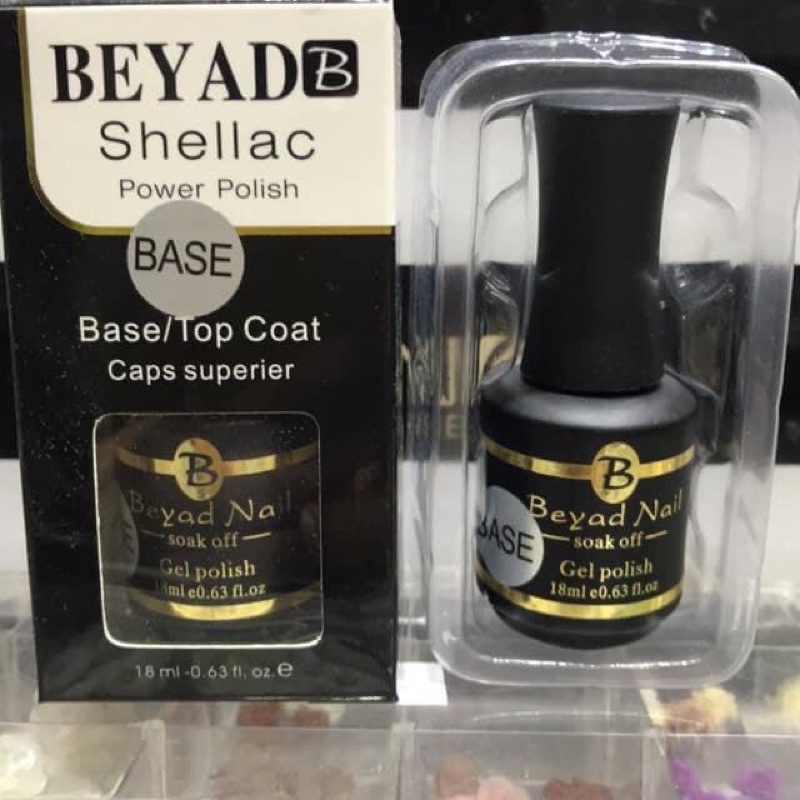 BEYAD B
Shellac
Power Polish
BASE
Base/Top Coat
Caps superier
B
Beyad Nail
soak off
Gel polish
18ml e0.63 fl.oz
18 ml -0.63 fl. oz. e
B
Beyad Nail
BASE
soak off
Gel polish
18ml e0.63 fl.oz